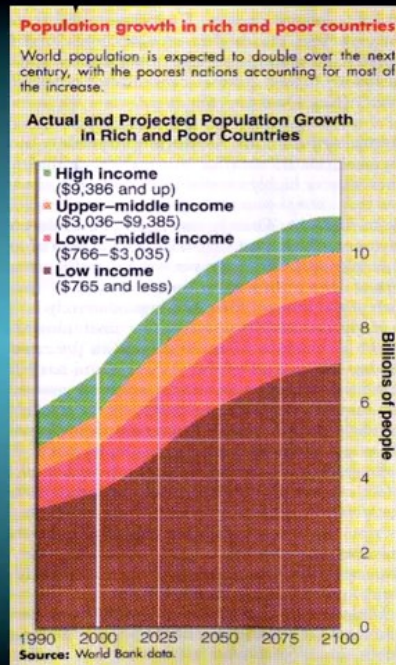 Population growth in rich and poor countries
World population is expected to double over the next
century, with the poorest nations accounting for most of
the increase.
Actual and Projected Population Growth
in Rich and Poor Countries
High income
($9,386 and up)
Upper–middle income
($3,036–$9,385)
Lower–middle income
($766–$3,035)
Low income
($765 and less)
10
8
6
4
2
0
Billions of people
1990 2000 2025 2050 2075 2100
Source: World Bank data.